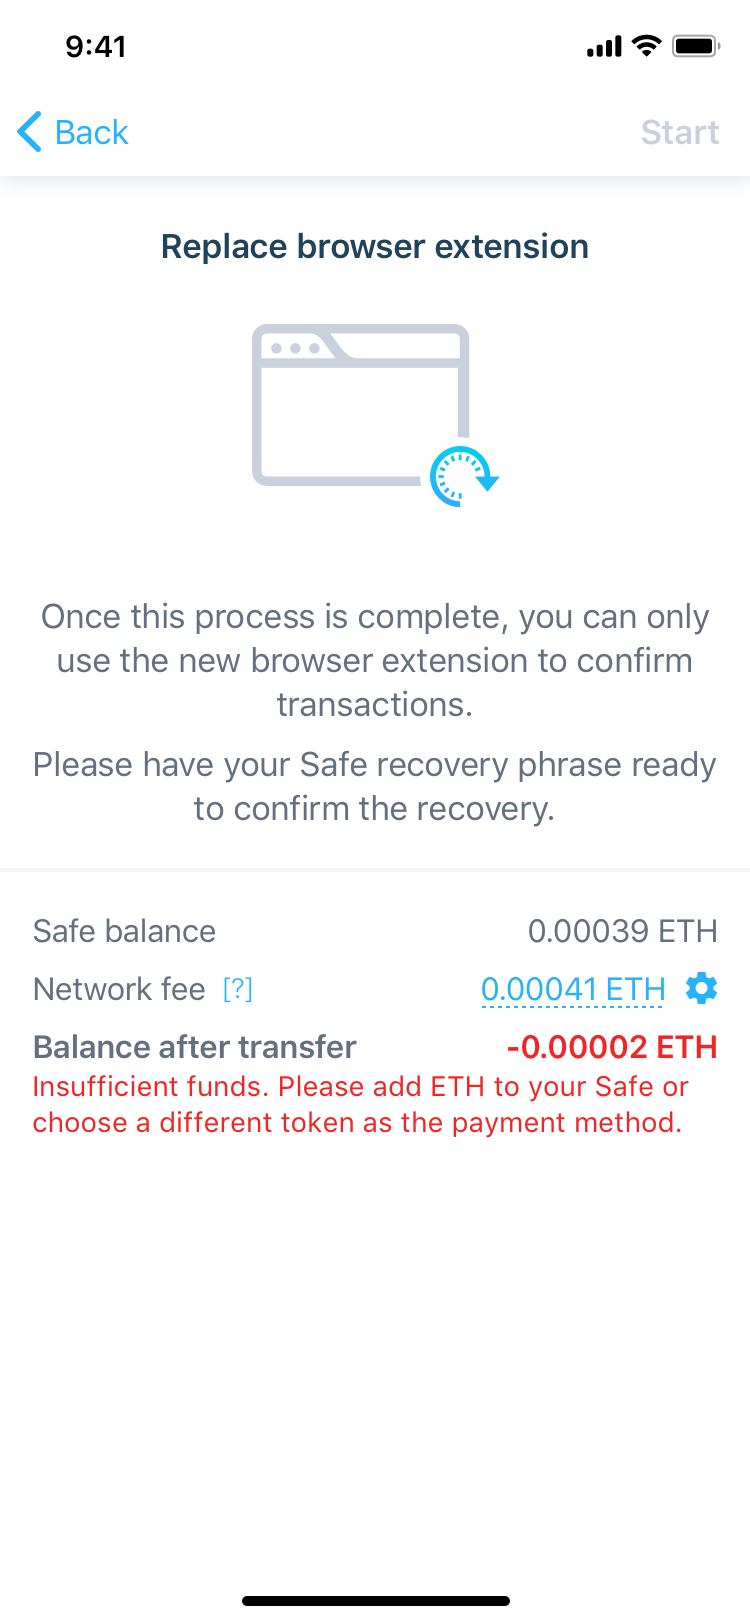 9:41
Back
Start
Replace browser extension
Once this process is complete, you can only
use the new browser extension to confirm
transactions.
Please have your Safe recovery phrase ready
to confirm the recovery.
Safe balance 0.00039 ETH
Network fee [?] 0.00041 ETH
Balance after transfer -0.00002 ETH
Insufficient funds. Please add ETH to your Safe or
choose a different token as the payment method.